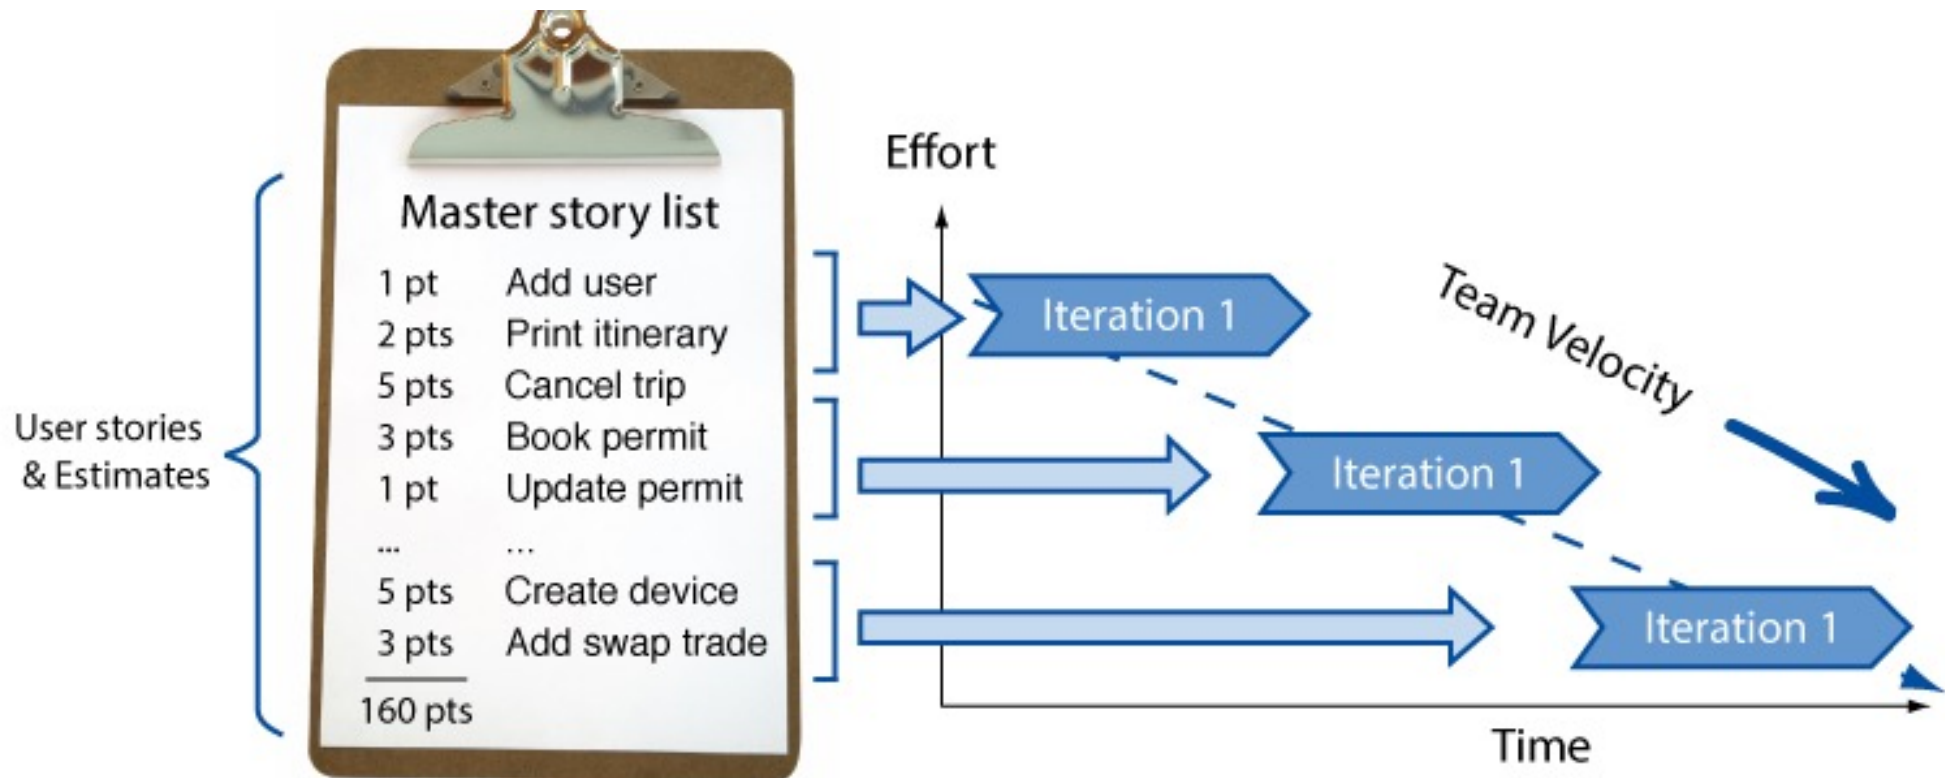 Master story list
1 pt Add user
2 pts Print itinerary
5 pts Cancel trip
3 pts Book permit
1 pt Update permit
... ...
5 pts Create device
3 pts Add swap trade
160 pts
User stories
& Estimates
Effort
Iteration 1
Iteration 1
Iteration 1
Team Velocity
Time